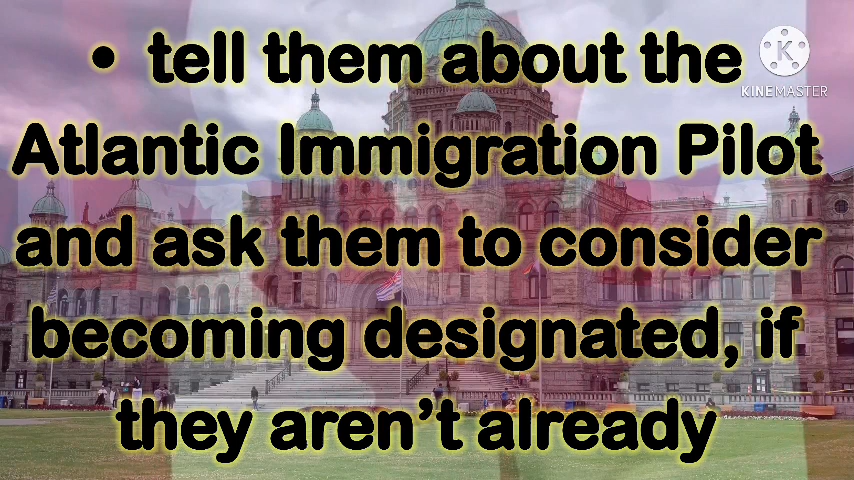 • tell them about the
KINEMASTER
Atlantic Immigration Pilot
and ask them to consider
becoming designated, if
they aren’t already